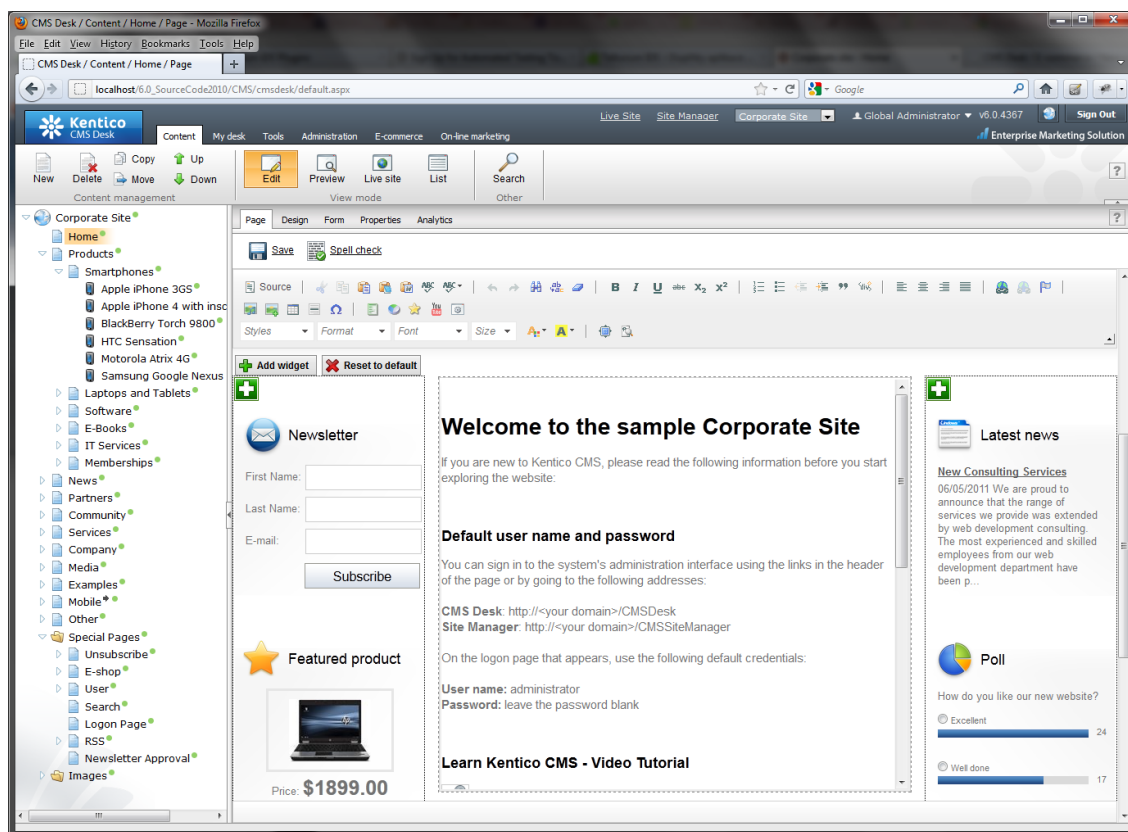 CMS Desk / Content / Home / Page - Mozilla Firefox
File Edit View History Bookmarks Tools Help
CMS Desk / Content / Home / Page
localhost/6.0_SourceCode2010/CMS/cmsdesk/default.aspx
Google
Live Site Site Manager Corporate Site Global Administrator v6.0.4367 Sign Out
Kentico
CMS Desk
Content My desk Tools Administration E-commerce On-line marketing
Enterprise Marketing Solution
New Delete Copy Move Up Down
Content management
Edit Preview Live site List
View mode
Search
Other
?
Corporate Site
Home
Products
Smartphones
Apple iPhone 3GS
Apple iPhone 4 with insc
BlackBerry Torch 9800
HTC Sensation
Motorola Atrix 4G
Samsung Google Nexus
Laptops and Tablets
Software
E-Books
IT Services
Memberships
News
Partners
Community
Services
Company
Media
Examples
Mobile
Other
Special Pages
Unsubscribe
E-shop
User
Search
Logon Page
RSS
Newsletter Approval
Images
Page Design Form Properties Analytics
?
Save Spell check
Source
Styles Format Font Size
Add widget Reset to default
Newsletter
First Name:
Last Name:
E-mail:
Subscribe
Featured product
Price: $1899.00
Welcome to the sample Corporate Site
If you are new to Kentico CMS, please read the following information before you start
exploring the website:
Default user name and password
You can sign in to the system's administration interface using the links in the header
of the page or by going to the following addresses:
CMS Desk: http://<your domain>/CMSDesk
Site Manager: http://<your domain>/CMSSiteManager
On the logon page that appears, use the following default credentials:
User name: administrator
Password: leave the password blank
Learn Kentico CMS - Video Tutorial
Latest news
New Consulting Services
06/05/2011 We are proud to
announce that the range of
services we provide was extended
by web development consulting.
The most experienced and skilled
employees from our web
development department have
been p...
Poll
How do you like our new website?
Excellent
24
Well done
17